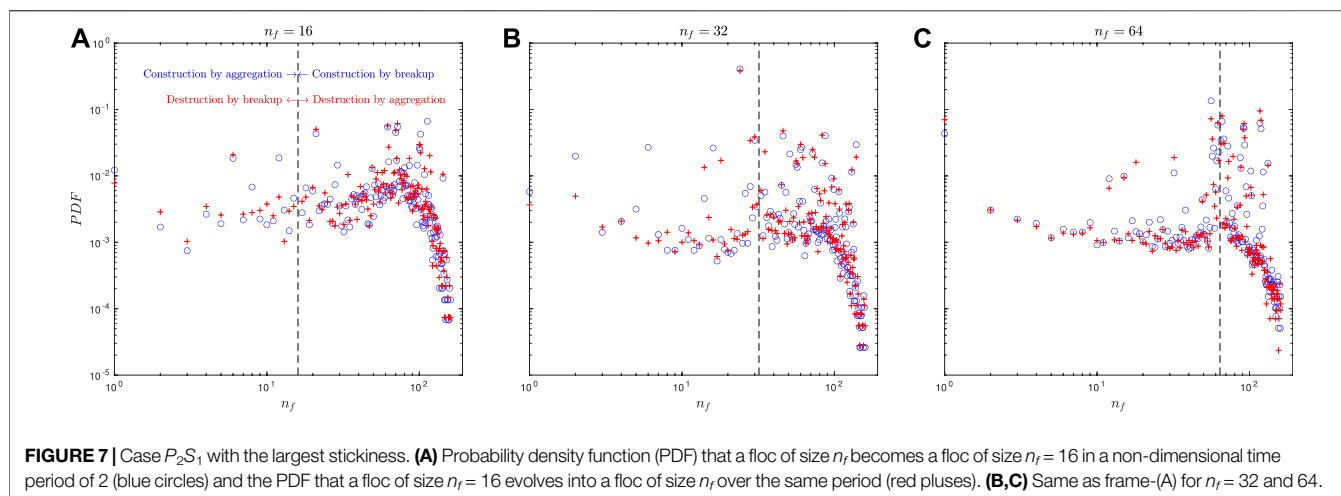 A
n_f = 16
B
n_f = 32
C
n_f = 64
Construction by aggregation →← Construction by breakup
Destruction by breakup ←→ Destruction by aggregation
PDF
10^0
10^-1
10^-2
10^-3
10^-4
10^-5
10^0 10^1 10^2
10^0 10^1 10^2
10^0 10^1 10^2
n_f
n_f
n_f
FIGURE 7 | Case P_2S_1 with the largest stickiness. (A) Probability density function (PDF) that a floc of size n_f becomes a floc of size n_f = 16 in a non-dimensional time
period of 2 (blue circles) and the PDF that a floc of size n_f = 16 evolves into a floc of size n_f over the same period (red pluses). (B,C) Same as frame-(A) for n_f = 32 and 64.